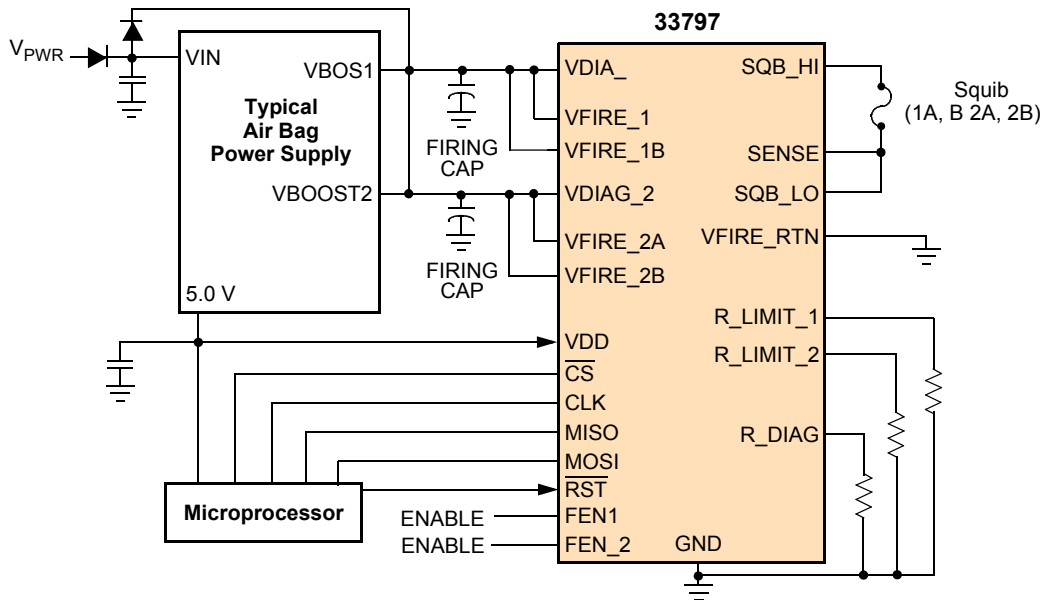 33797
V_PWR
VIN
VBOS1
Typical
Air Bag
Power Supply
VBOOST2
5.0 V
FIRING
CAP
FIRING
CAP
VDIA_
VFIRE_1
VFIRE_1B
VDIAG_2
VFIRE_2A
VFIRE_2B
VDD
CS
CLK
MISO
MOSI
RST
FEN1
FEN_2
GND
SQB_HI
SENSE
SQB_LO
VFIRE_RTN
R_LIMIT_1
R_LIMIT_2
R_DIAG
Squib
(1A, B 2A, 2B)
Microprocessor
ENABLE
ENABLE